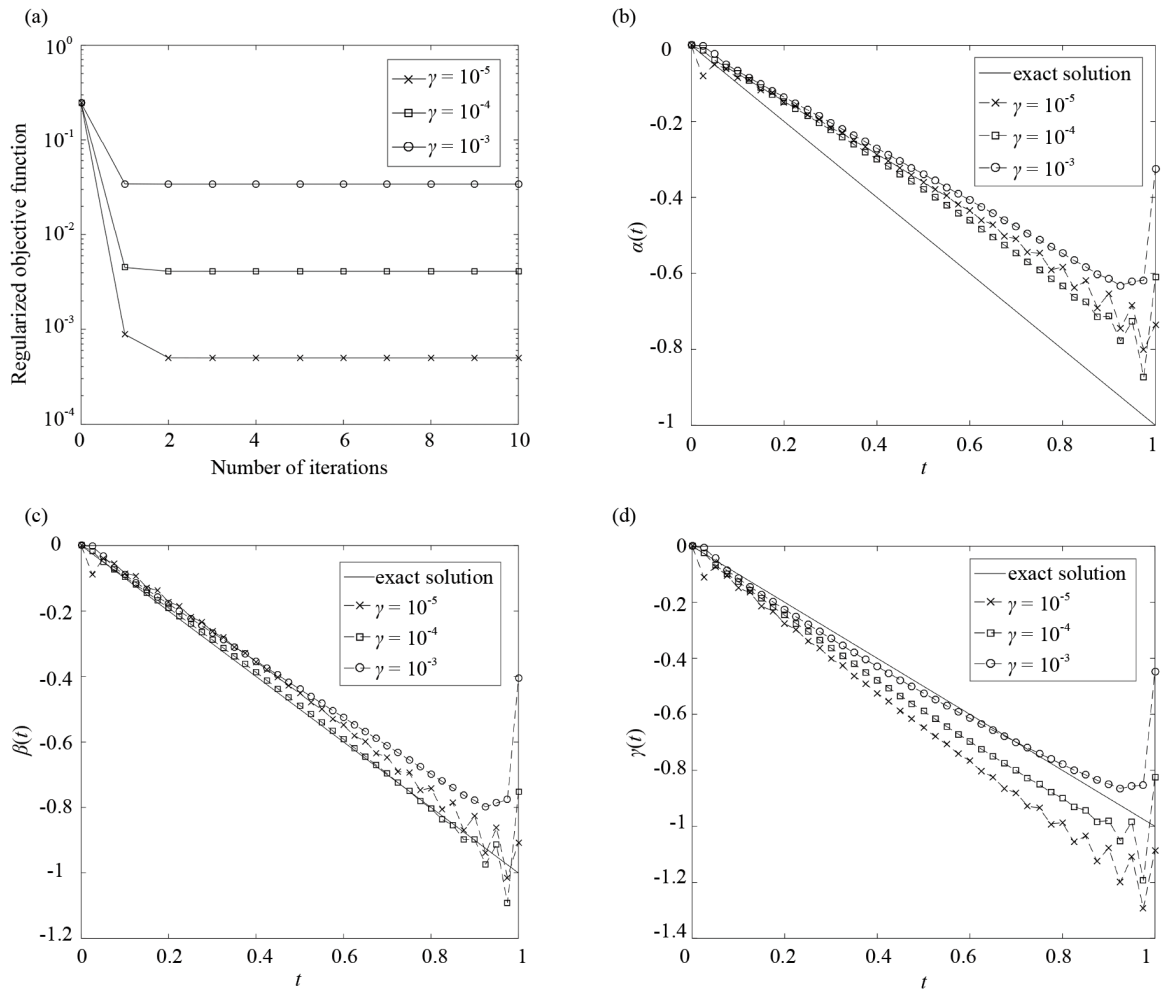 (a)
Regularized objective function
10⁰
10⁻¹
10⁻²
10⁻³
10⁻⁴
γ = 10⁻⁵
γ = 10⁻⁴
γ = 10⁻³
0 2 4 6 8 10
Number of iterations
(b)
α(t)
0
-0.2
-0.4
-0.6
-0.8
-1
exact solution
γ = 10⁻⁵
γ = 10⁻⁴
γ = 10⁻³
0 0.2 0.4 0.6 0.8 1
t
(c)
β(t)
0
-0.2
-0.4
-0.6
-0.8
-1
-1.2
exact solution
γ = 10⁻⁵
γ = 10⁻⁴
γ = 10⁻³
0 0.2 0.4 0.6 0.8 1
t
(d)
γ(t)
0
-0.2
-0.4
-0.6
-0.8
-1
-1.2
-1.4
exact solution
γ = 10⁻⁵
γ = 10⁻⁴
γ = 10⁻³
0 0.2 0.4 0.6 0.8 1
t